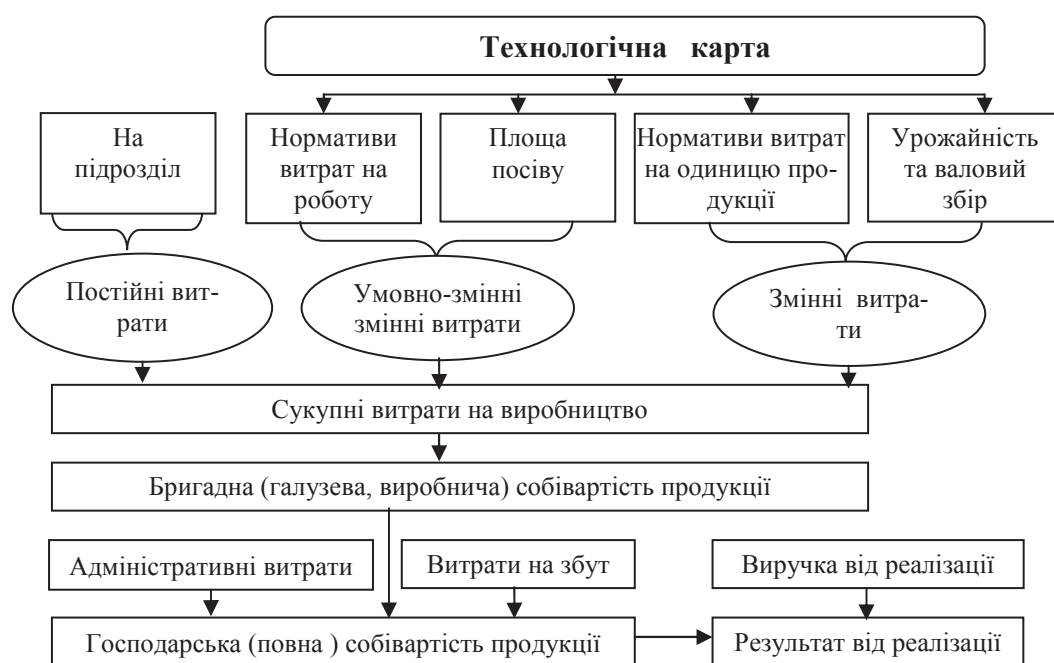 Технологічна карта
На
підрозділ
Нормативи
витрат на
роботу
Площа
посіву
Нормативи витрат
на одиницю про-
дукції
Урожайність
та валовий
збір
Постійні вит-
рати
Умовно-змінні
змінні витрати
Змінні витра-
ти
Сукупні витрати на виробництво
Бригадна (галузева, виробнича) собівартість продукції
Адміністративні витрати
Витрати на збут
Виручка від реалізації
Господарська (повна ) собівартість продукції
Результат від реалізації